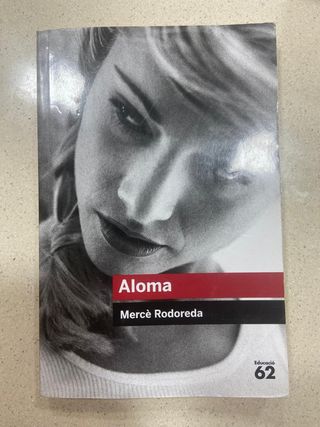 Aloma
Mercè Rodoreda
Educació
62